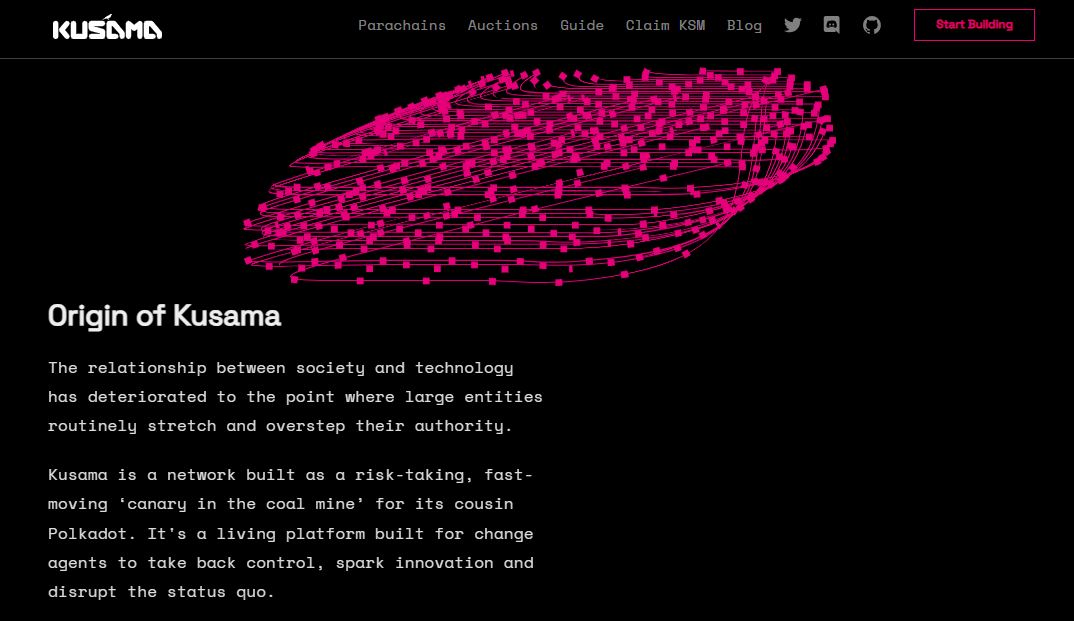 KUSAMA
Parachains Auctions Guide Claim KSM Blog Start Building
Origin of Kusama
The relationship between society and technology
has deteriorated to the point where large entities
routinely stretch and overstep their authority.
Kusama is a network built as a risk-taking, fast-
moving ‘canary in the coal mine’ for its cousin
Polkadot. It's a living platform built for change
agents to take back control, spark innovation and
disrupt the status quo.